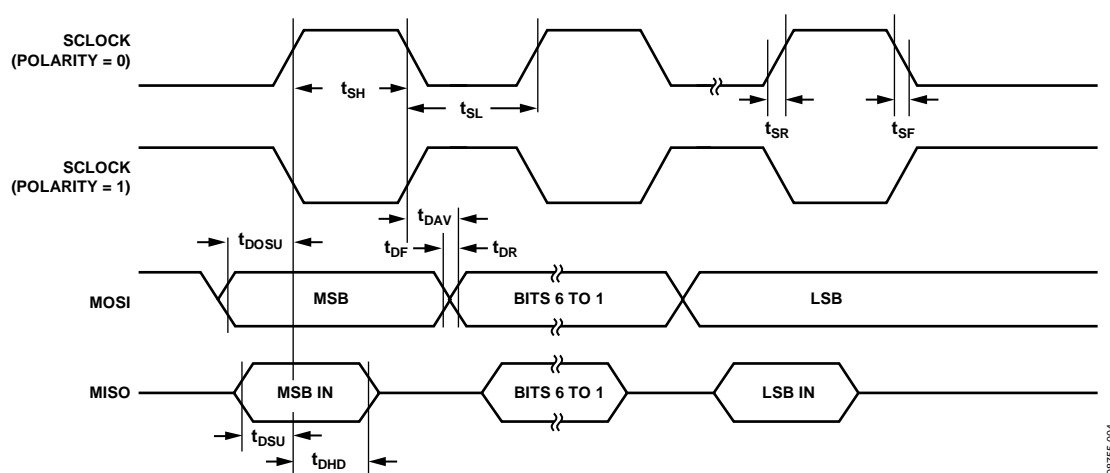 SCLOCK
(POLARITY = 0)
tSH
tSL
tSR
tSF
SCLOCK
(POLARITY = 1)
tDAV
tDOSU
tDF
tDR
MOSI
MSB
BITS 6 TO 1
LSB
MISO
MSB IN
BITS 6 TO 1
LSB IN
tDSU
tDHD